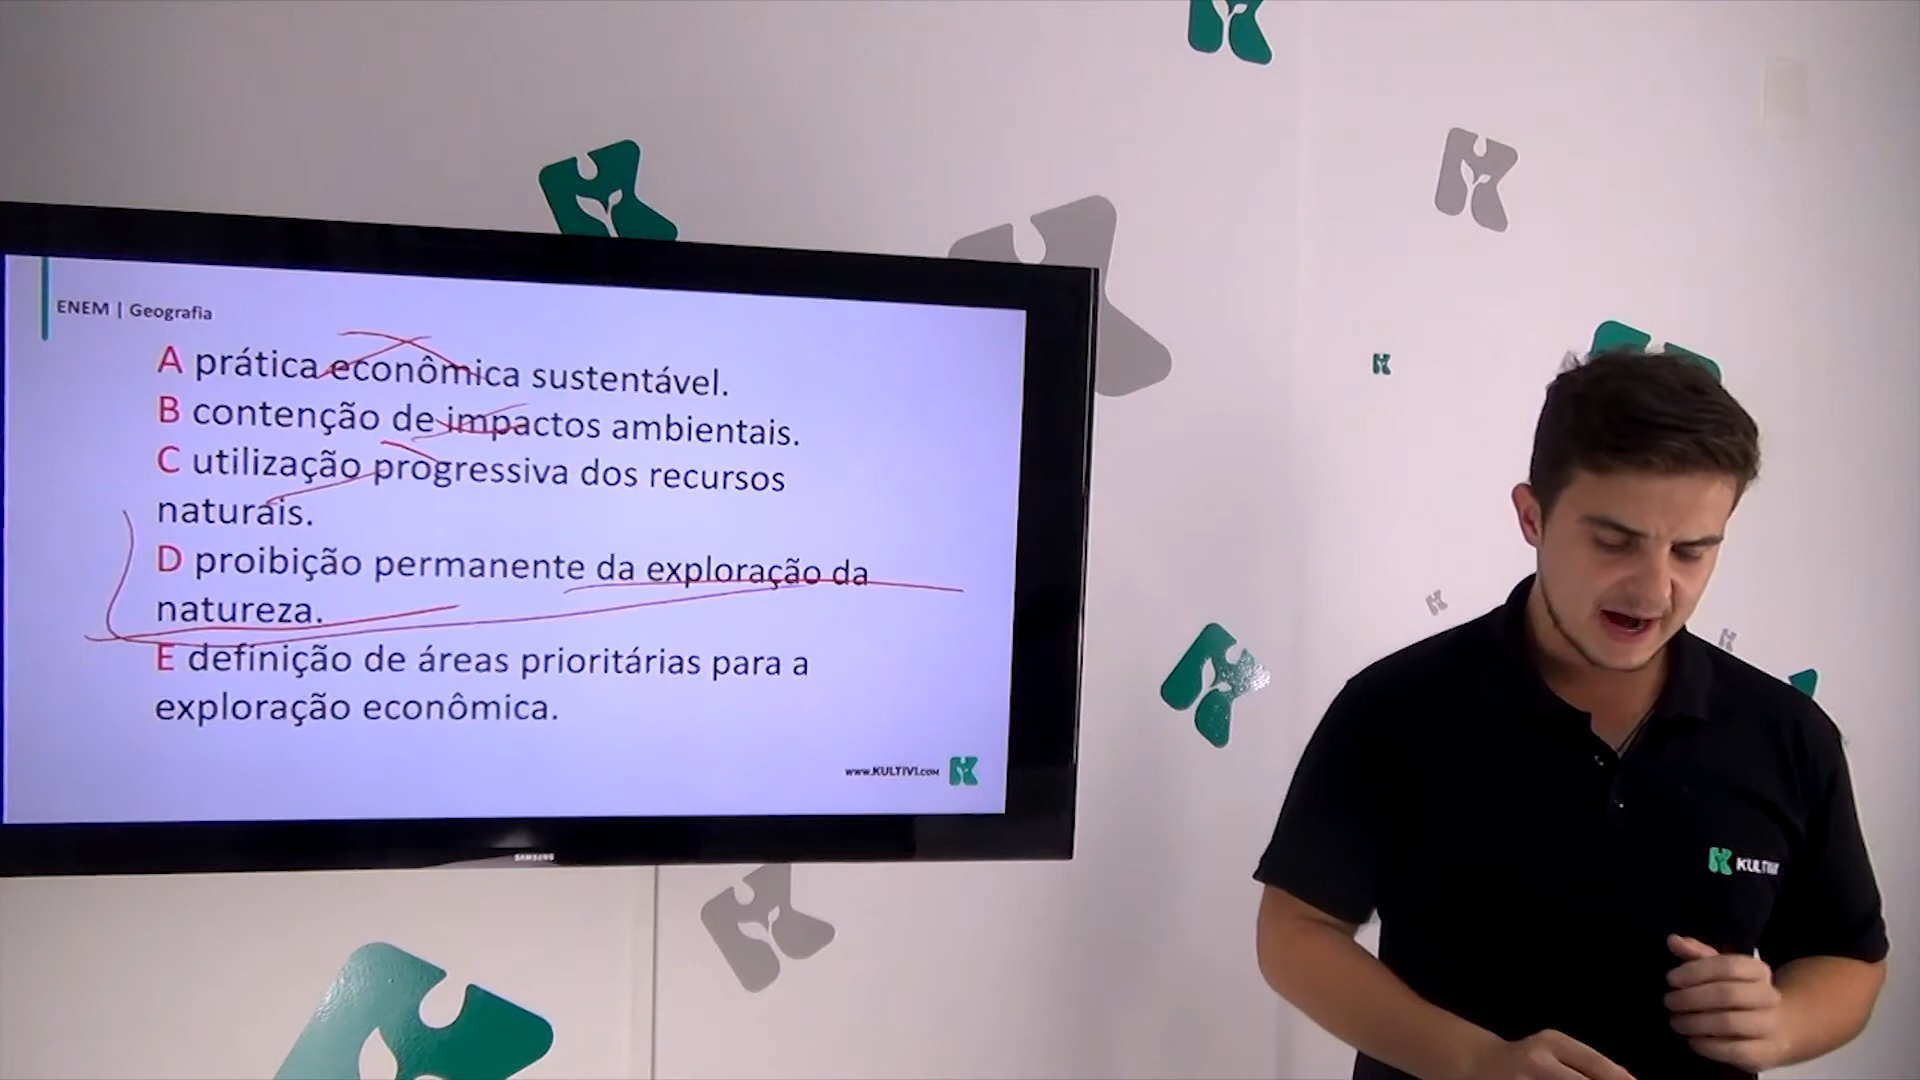 ENEM | Geografia
A prática econômica sustentável.
B contenção de impactos ambientais.
C utilização progressiva dos recursos
naturais.
D proibição permanente da exploração da
natureza.
E definição de áreas prioritárias para a
exploração econômica.
www.KULTIVI.COM
SAMSUNG
KULTIVI